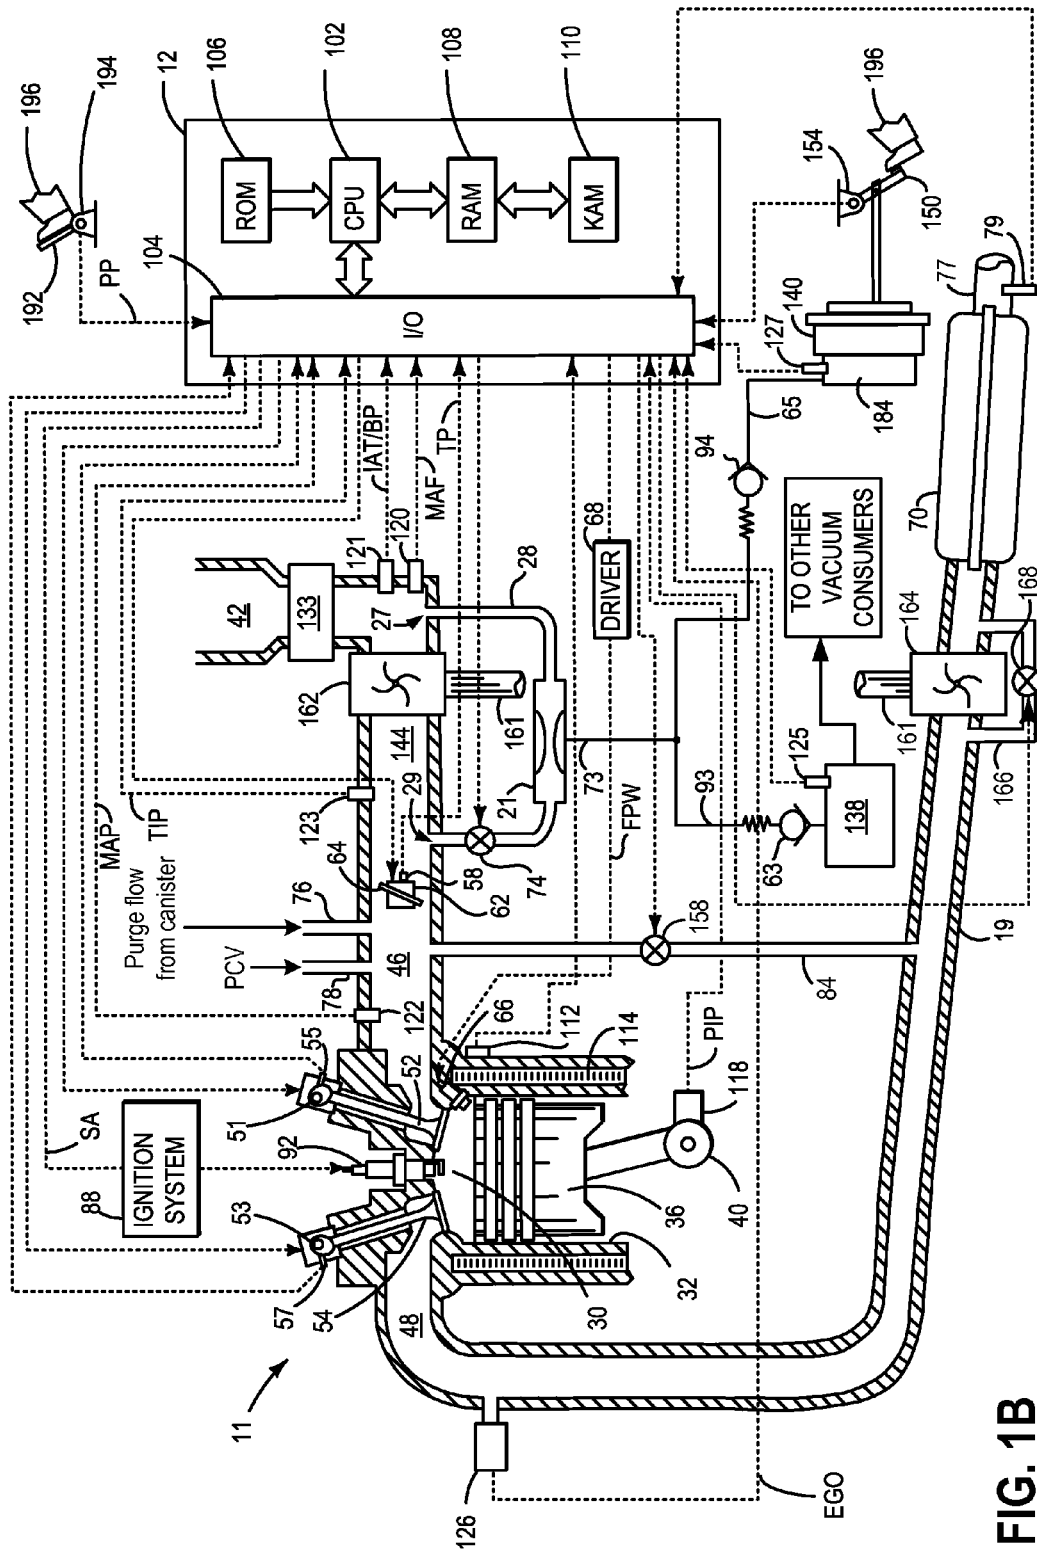 FIG. 1B
11
126
EGO
88
IGNITION
SYSTEM
SA
MAP
TIP
Purge flow
from canister
PCV
76
78
57
53
54
92
51
55
52
48
30
32
36
40
118
PIP
66
112
114
122
46
123
64
62
58
74
29
144
162
161
21
27
28
42
133
121
120
IAT/BP
MAF
TP
DRIVER
68
FPW
73
93
63
138
125
TO OTHER
VACUUM
CONSUMERS
158
84
19
166
168
164
161
70
77
79
94
65
127
140
184
150
154
196
192
PP
194
196
12
104
I/O
106
ROM
102
CPU
108
RAM
110
KAM